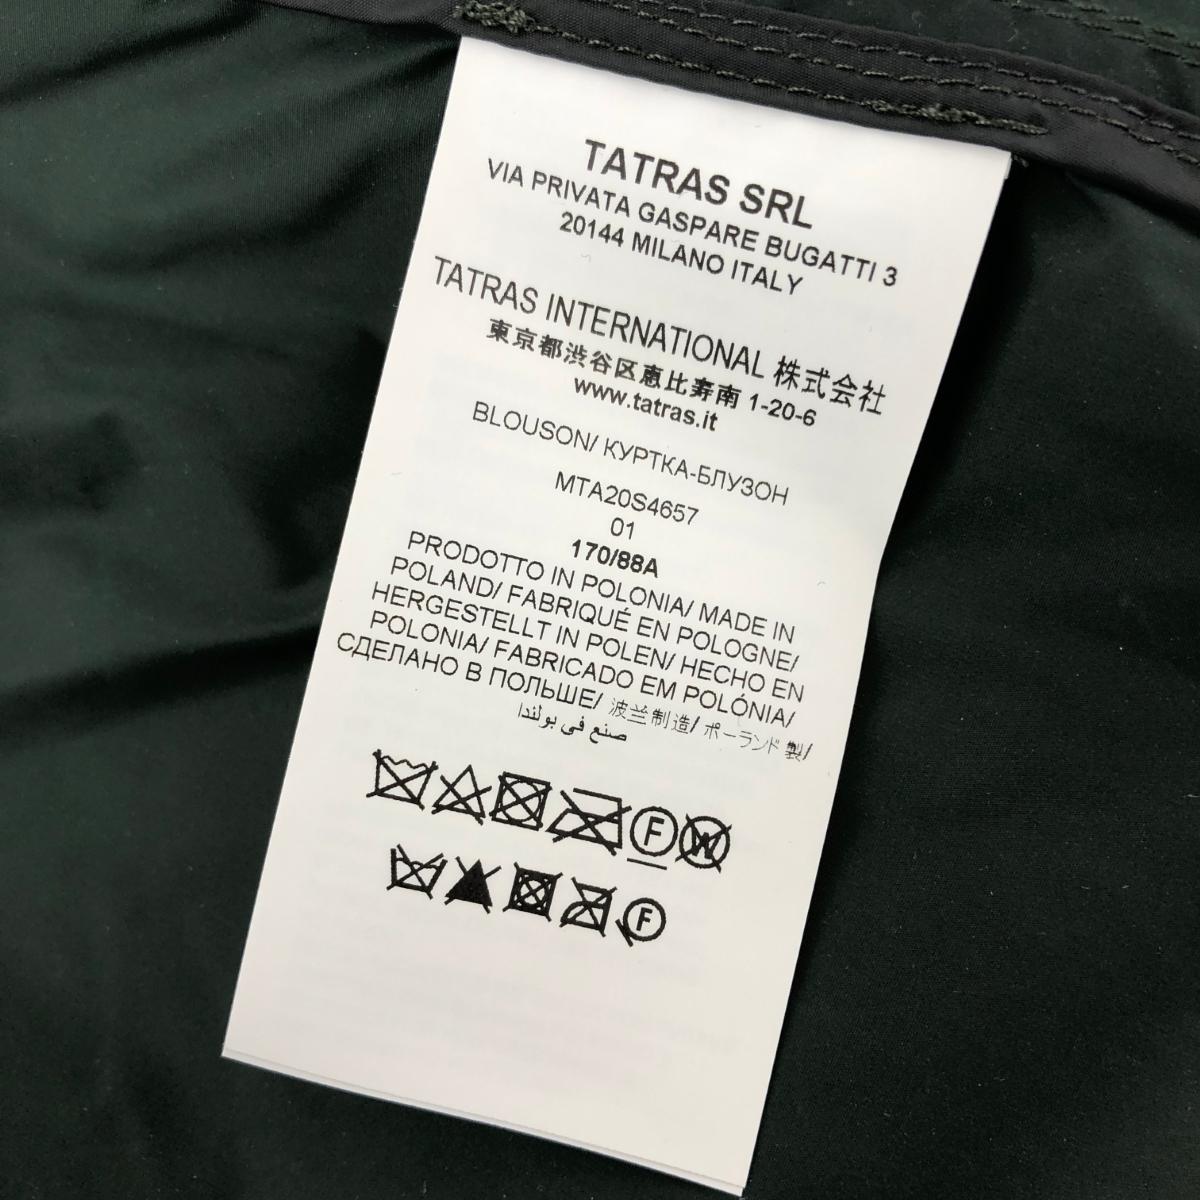 TATRAS SRL
VIA PRIVATA GASPARE BUGATTI 3
20144 MILANO ITALY
TATRAS INTERNATIONAL 株式会社
東京都渋谷区恵比寿南 1-20-6
www.tatras.it
BLOUSON/ КУРТКА-БЛУЗОН
MTA20S4657
01
170/88A
PRODOTTO IN POLONIA/ MADE IN
POLAND/ FABRIQUÉ EN POLOGNE/
HERGESTELLT IN POLEN/ HECHO EN
POLONIA/ FABRICADO EM POLÓNIA/
СДЕЛАНО В ПОЛЬШЕ/ 波兰制造/ ポーランド製/
صنع في بولندا
F W
F